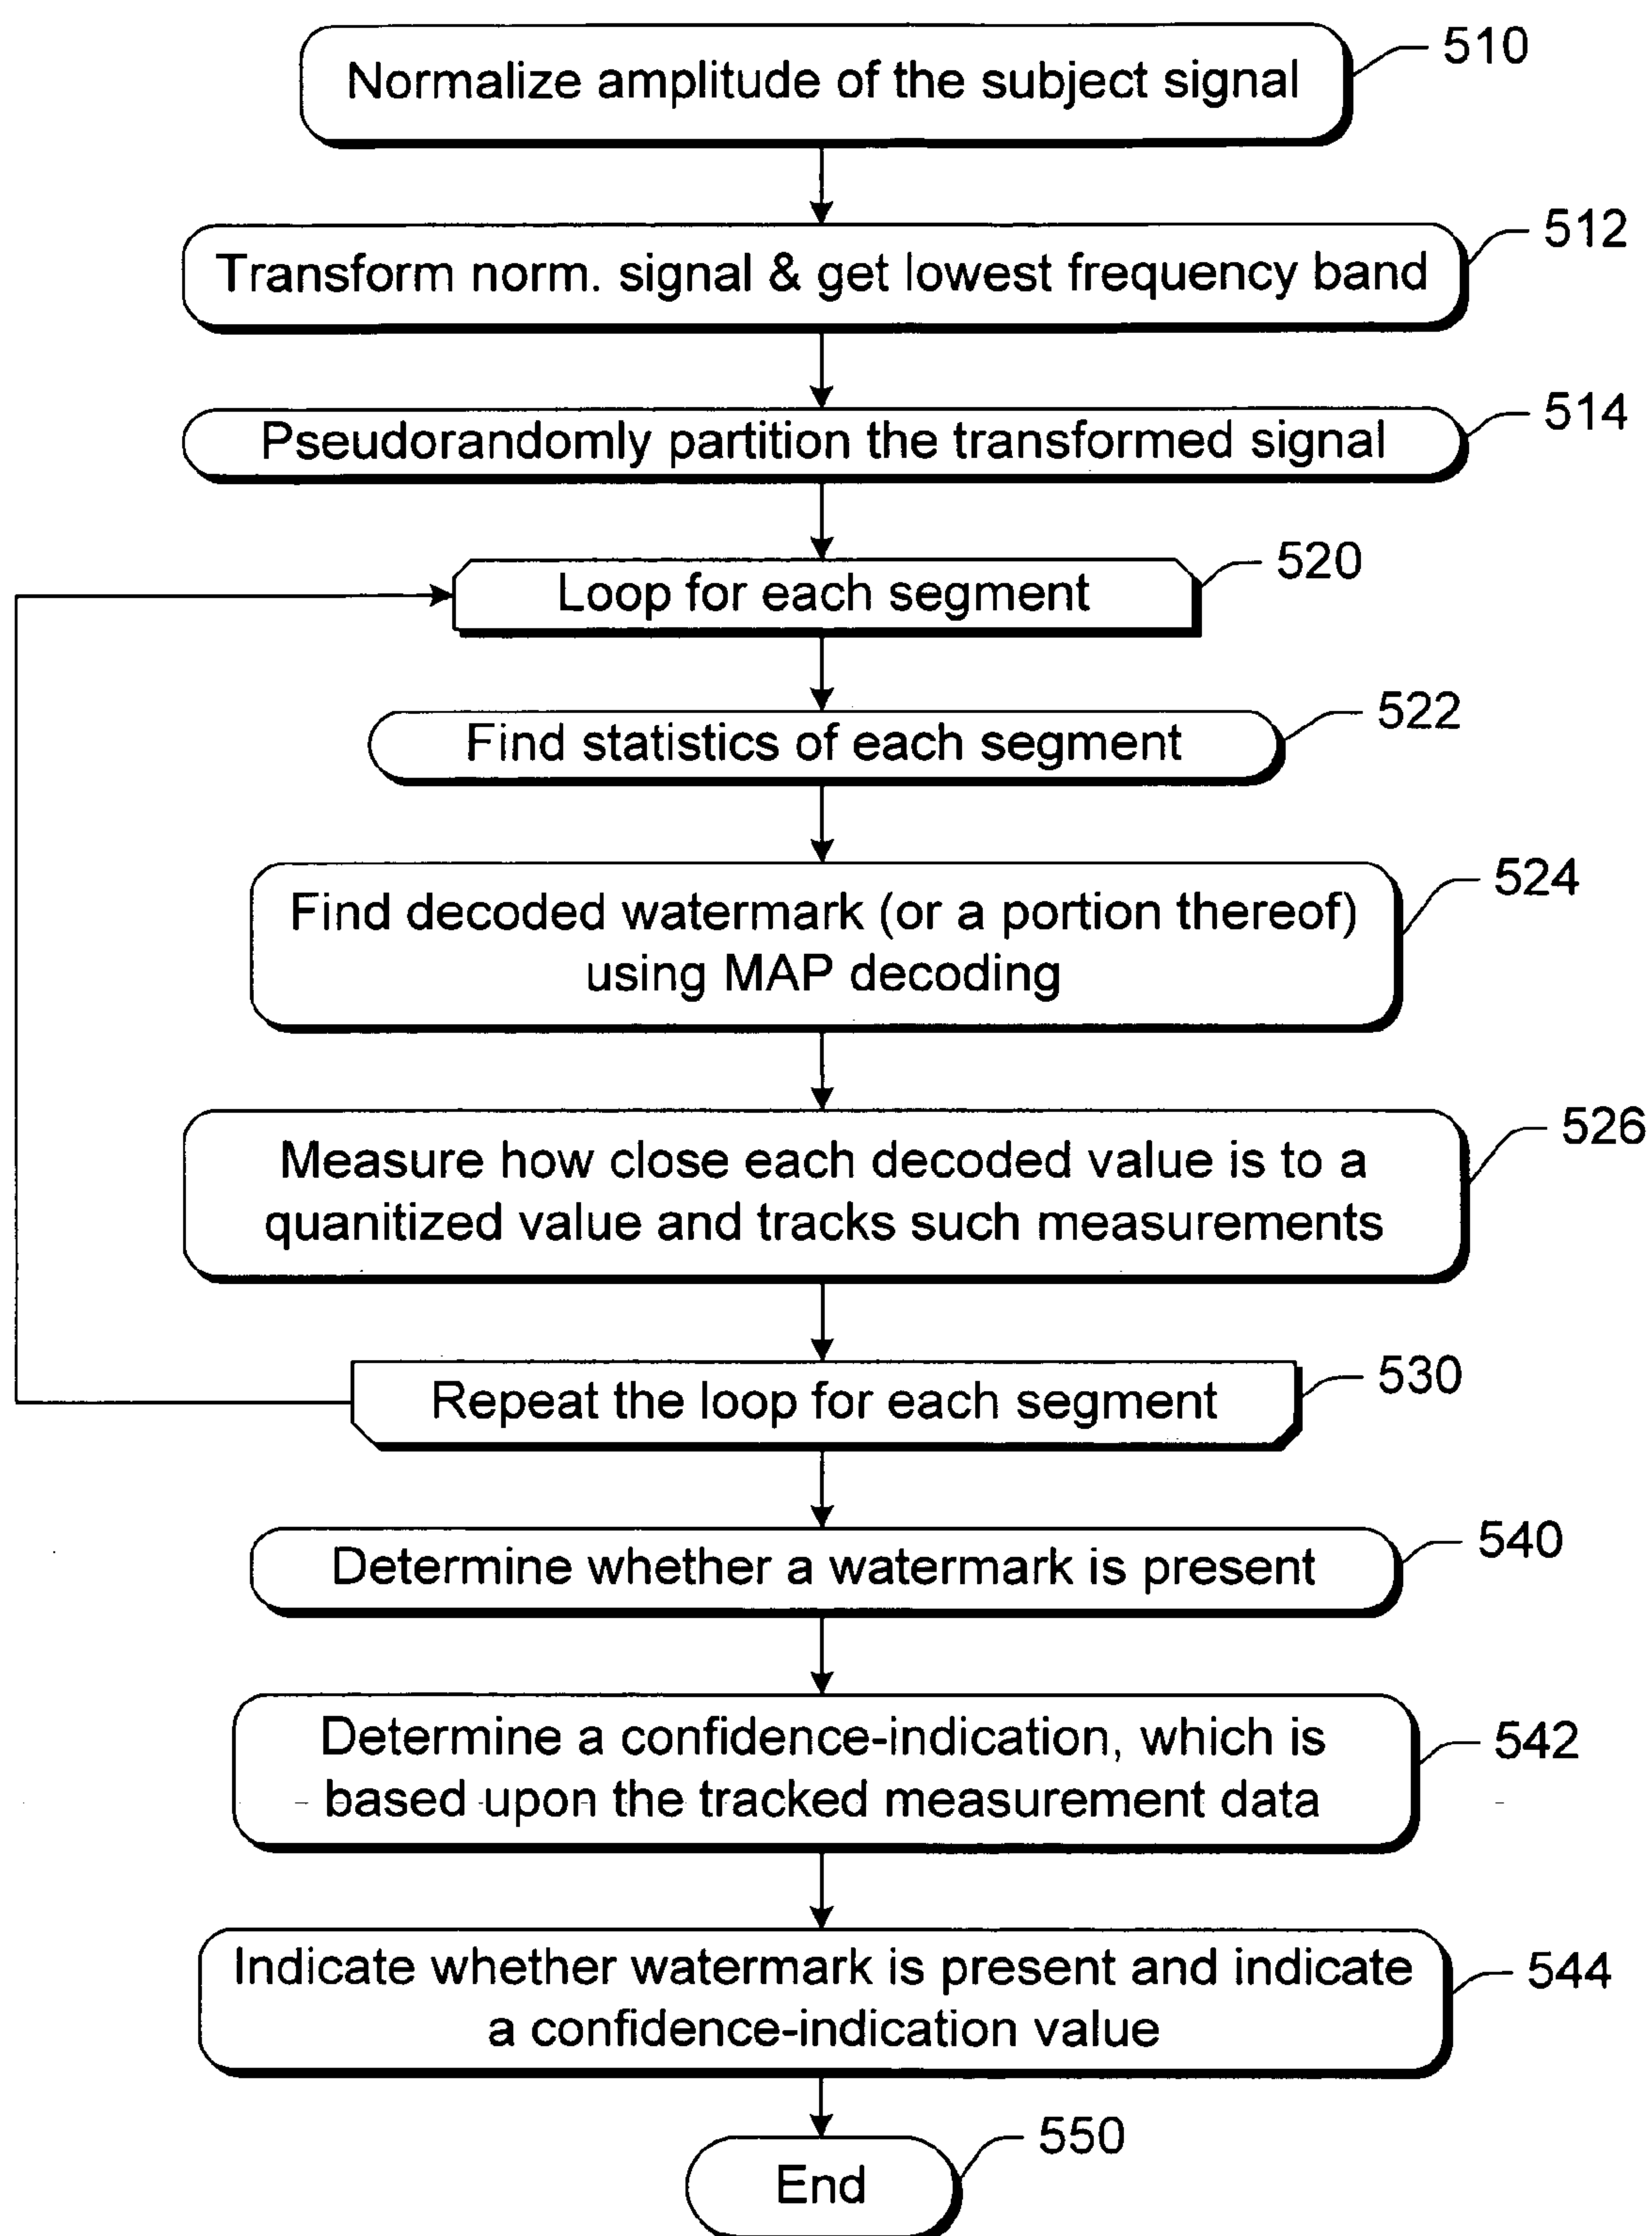 Normalize amplitude of the subject signal
510
Transform norm. signal & get lowest frequency band
512
Pseudorandomly partition the transformed signal
514
Loop for each segment
520
Find statistics of each segment
522
Find decoded watermark (or a portion thereof)
using MAP decoding
524
Measure how close each decoded value is to a
quanitized value and tracks such measurements
526
Repeat the loop for each segment
530
Determine whether a watermark is present
540
Determine a confidence-indication, which is
based upon the tracked measurement data
542
Indicate whether watermark is present and indicate
a confidence-indication value
544
End
550